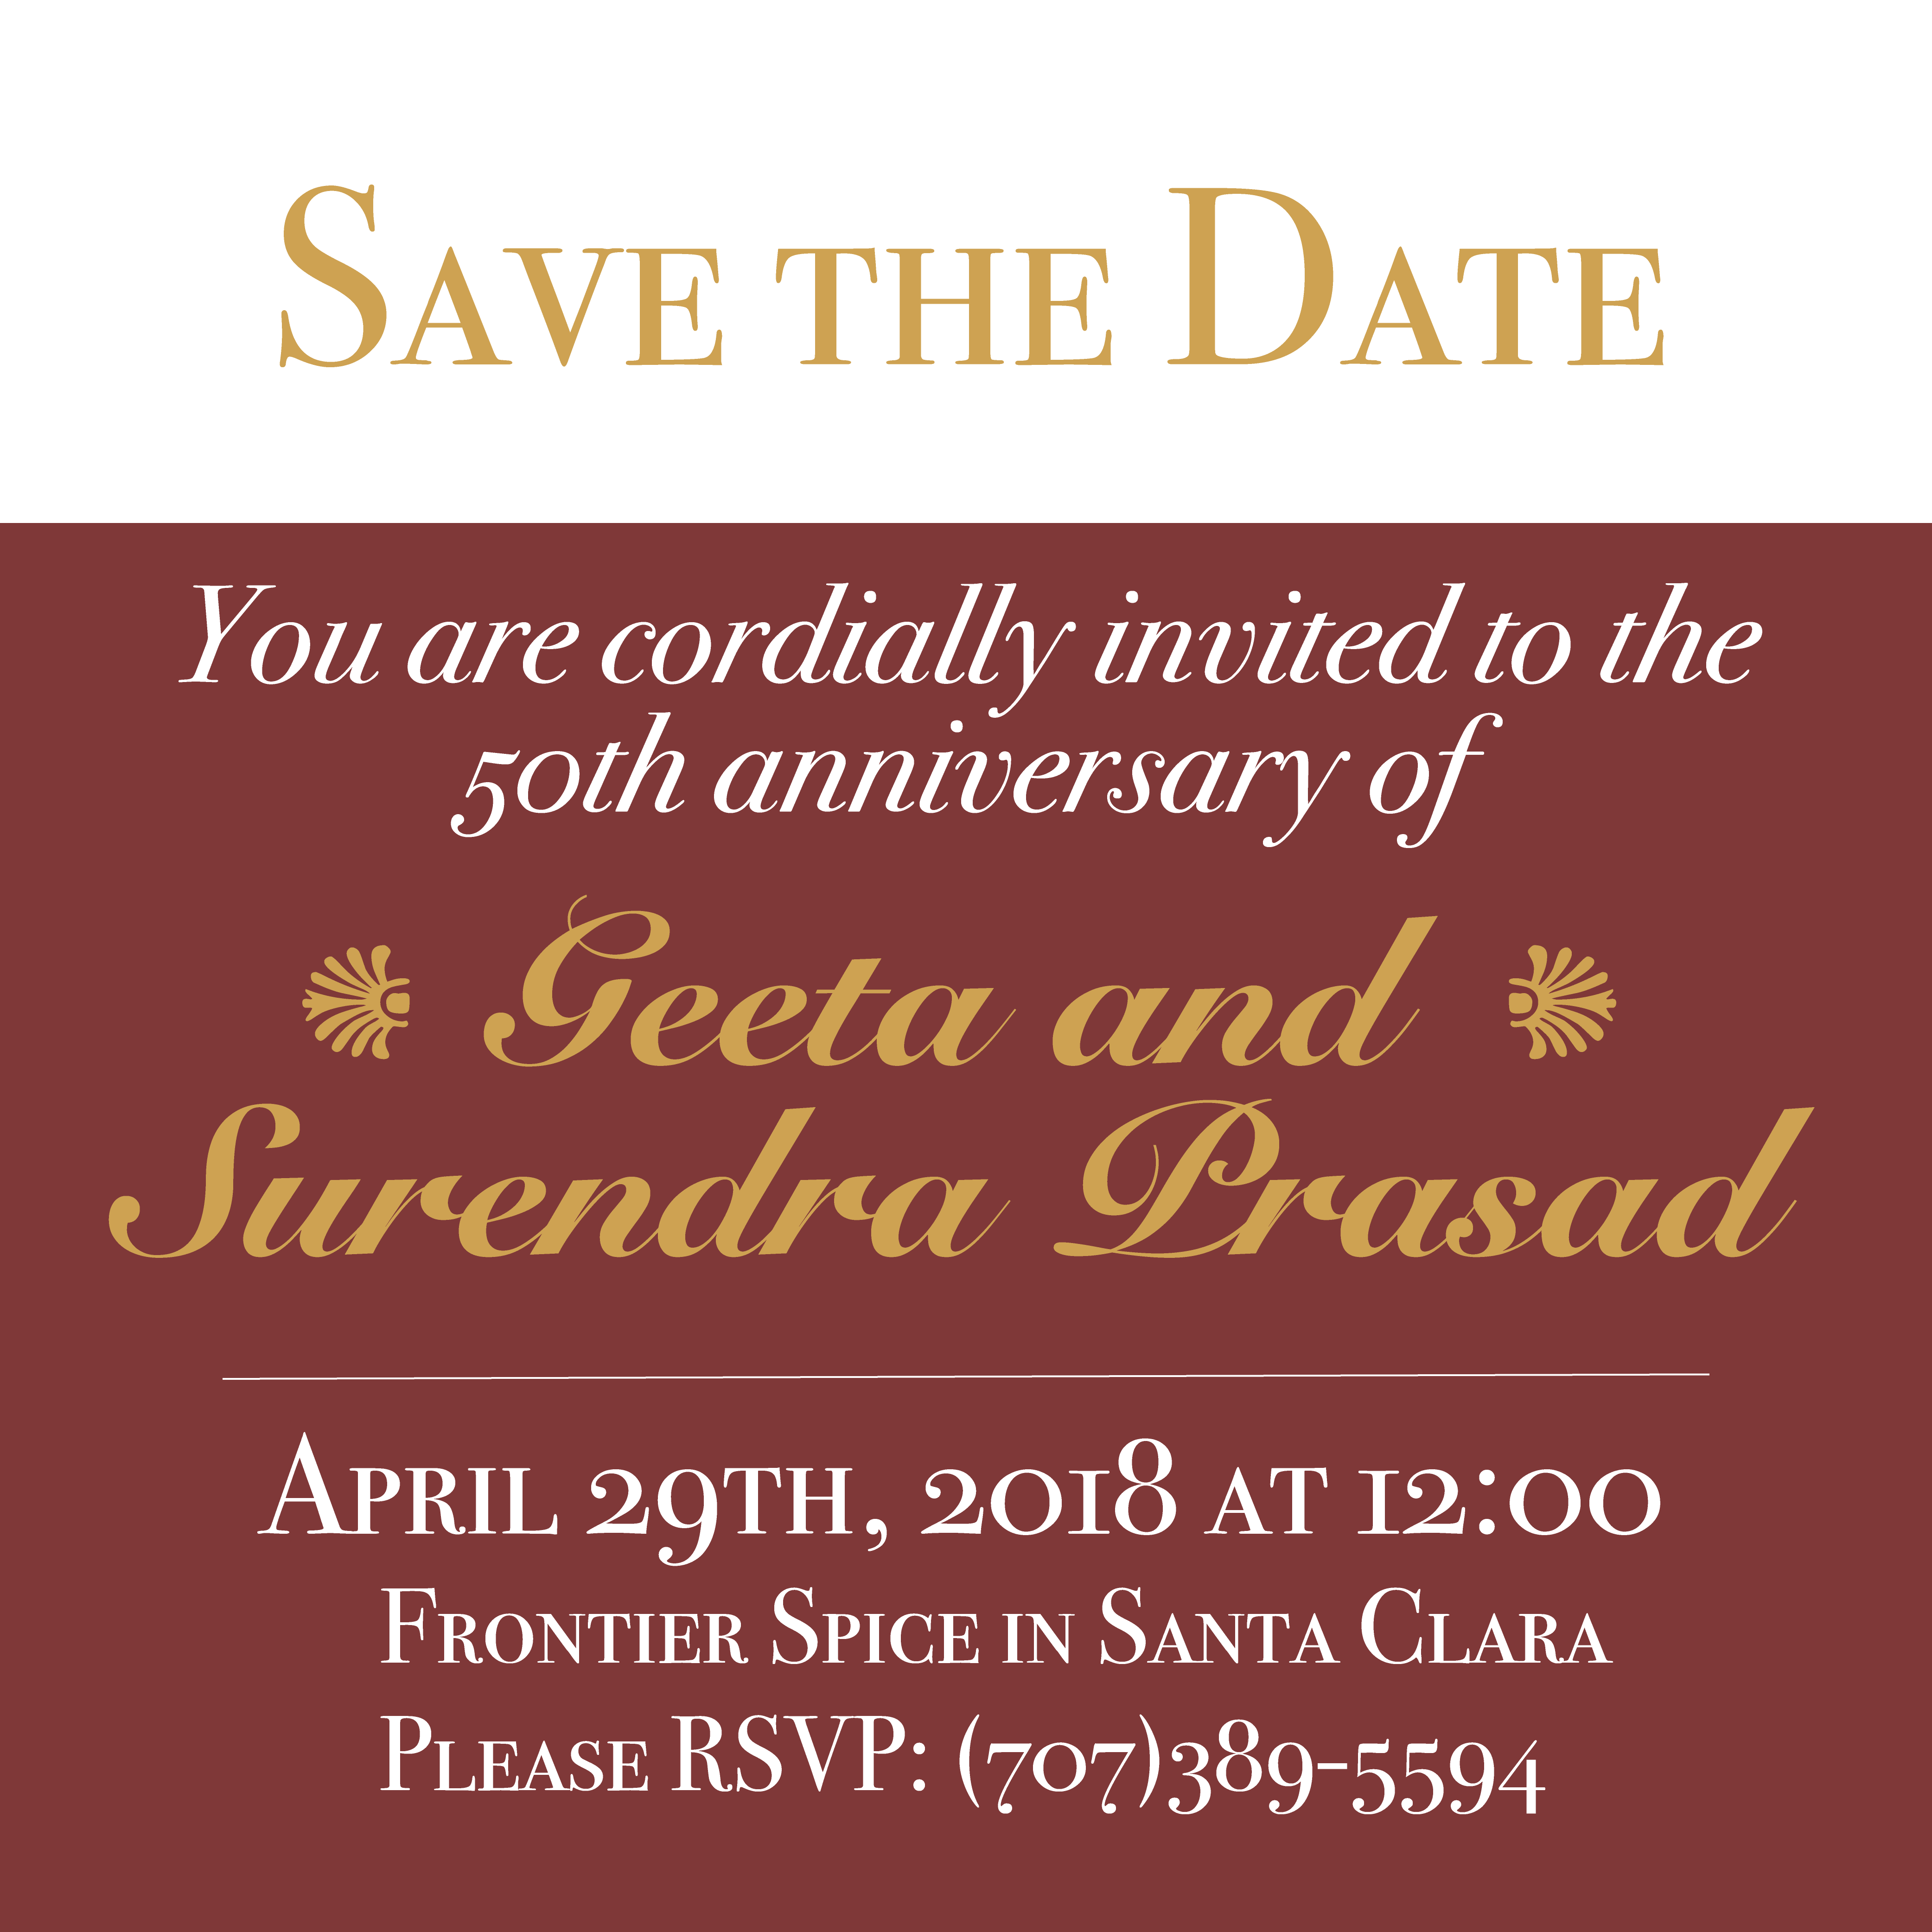 Save the Date
You are cordially invited to the
50th anniversary of
Geeta and
Surendra Prasad
April 29th, 2018 at 12:00
Frontier Spice in Santa Clara
Please RSVP: (707)389-5594